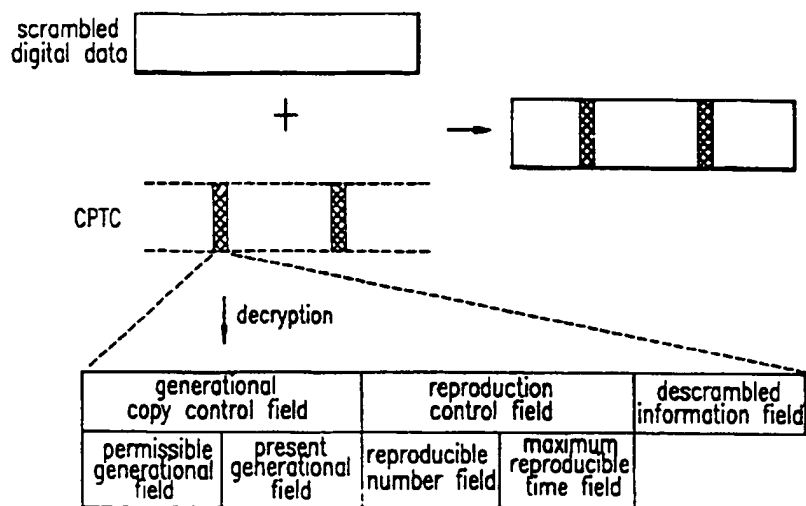 scrambled
digital data
+
CPTC
decryption
generational
copy control field
reproduction
control field
descrambled
information field
permissible
generational
field
present
generational
field
reproducible
number field
maximum
reproducible
time field